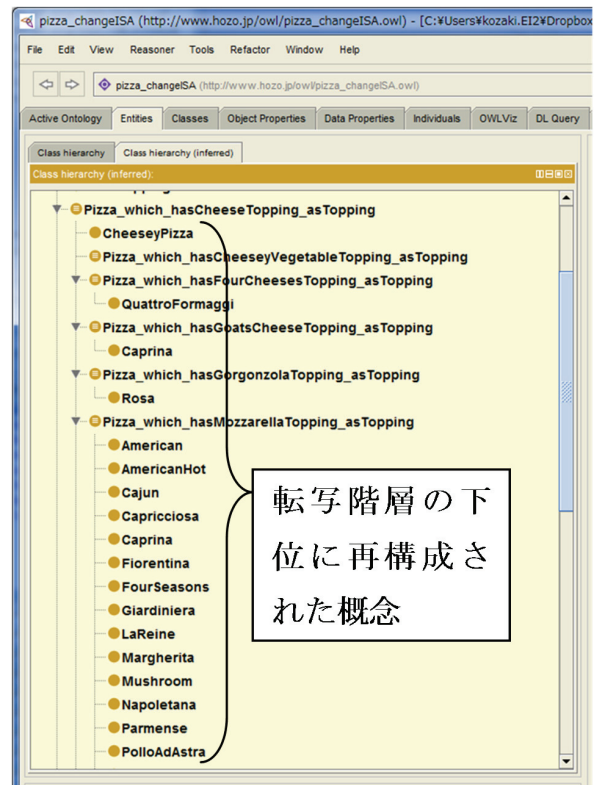 pizza_changeISA (http://www.hozo.jp/owl/pizza_changeISA.owl) - [C:¥Users¥kozaki.EI2¥Dropbox
File Edit View Reasoner Tools Refactor Window Help
pizza_changeISA (http://www.hozo.jp/owl/pizza_changeISA.owl)
Active Ontology Entities Classes Object Properties Data Properties Individuals OWLViz DL Query
Class hierarchy Class hierarchy (inferred)
Class hierarchy (inferred):
Pizza_which_hasCheeseTopping_asTopping
CheeseyPizza
Pizza_which_hasCheeseyVegetableTopping_asTopping
Pizza_which_hasFourCheesesTopping_asTopping
QuattroFormaggi
Pizza_which_hasGoatsCheeseTopping_asTopping
Caprina
Pizza_which_hasGorgonzolaTopping_asTopping
Rosa
Pizza_which_hasMozzarellaTopping_asTopping
American
AmericanHot
Cajun
Capricciosa
Caprina
Fiorentina
FourSeasons
Giardiniera
LaReine
Margherita
Mushroom
Napoletana
Parmense
PolloAdAstra
転写階層の下
位に再構成さ
れた概念